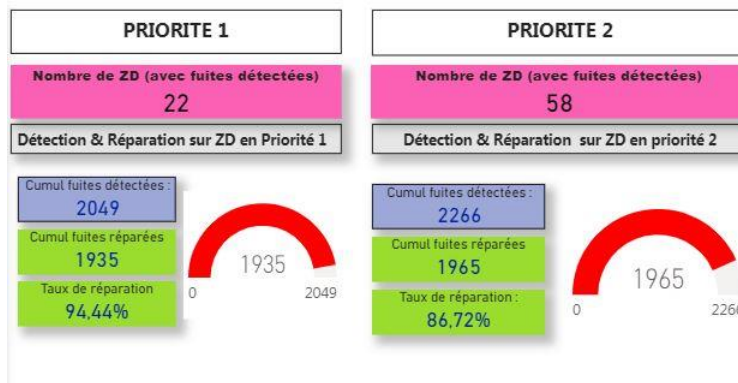 PRIORITE 1
Nombre de ZD (avec fuites détectées)
22
Détection & Réparation sur ZD en Priorité 1
Cumul fuites détectées :
2049
Cumul fuites réparées
1935
Taux de réparation
94,44%
1935
0
2049
PRIORITE 2
Nombre de ZD (avec fuites détectées)
58
Détection & Réparation sur ZD en priorité 2
Cumul fuites détectées :
2266
Cumul fuites réparées
1965
Taux de réparation :
86,72%
1965
0
2266